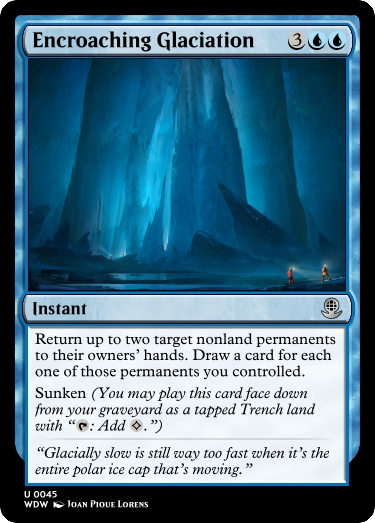 Encroaching Glaciation 3
Instant
Return up to two target nonland permanents
to their owners' hands. Draw a card for each
one of those permanents you controlled.
Sunken (You may play this card face down
from your graveyard as a tapped Trench land
with “: Add .”)
“Glacially slow is still way too fast when it’s the
entire polar ice cap that’s moving.”
U 0045
WDW Joan Pique Lorens